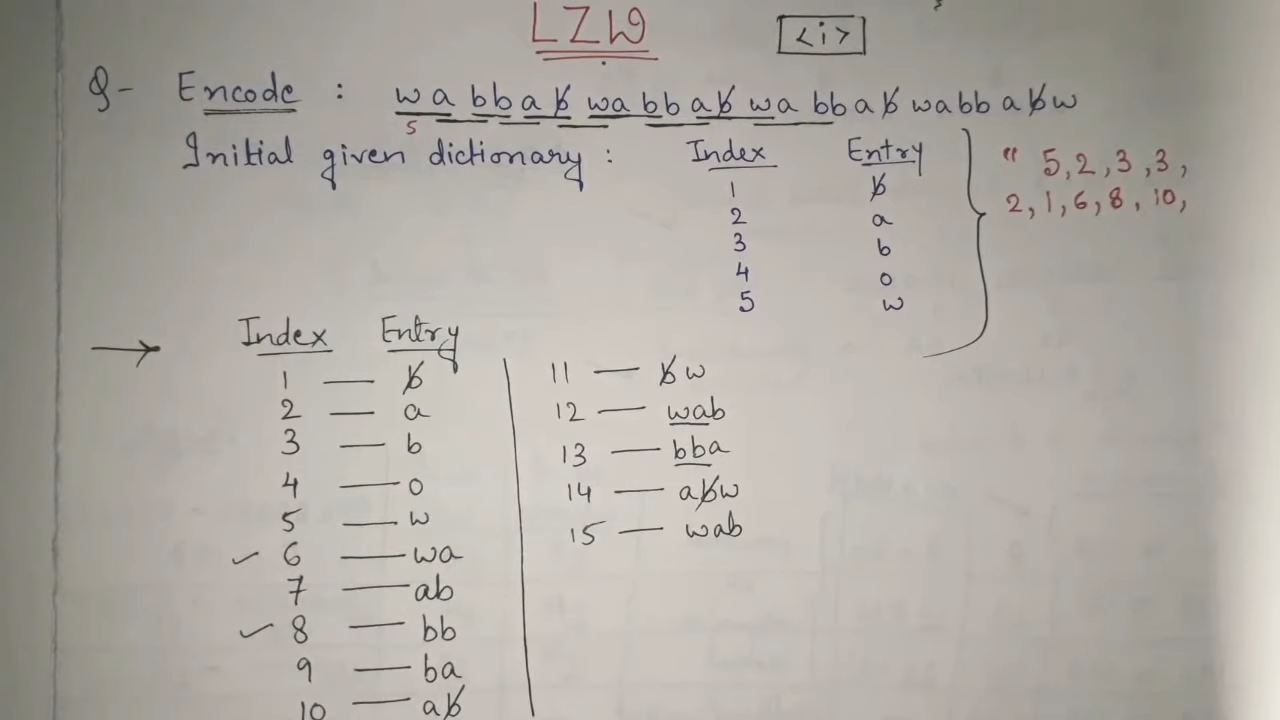 LZW
<i>
Q- Encode : wabbaƀwabbaƀwabbaƀwabbaƀw
5
Initial given dictionary : Index Entry
1 ƀ
2 a
3 b
4 o
5 w
" 5,2,3,3,
2,1,6,8,10,
→ Index Entry
1 — ƀ
2 — a
3 — b
4 — o
5 — w
✓ 6 — wa
7 — ab
✓ 8 — bb
9 — ba
10 — aƀ
11 — ƀw
12 — wab
13 — bba
14 — aƀw
15 — wab